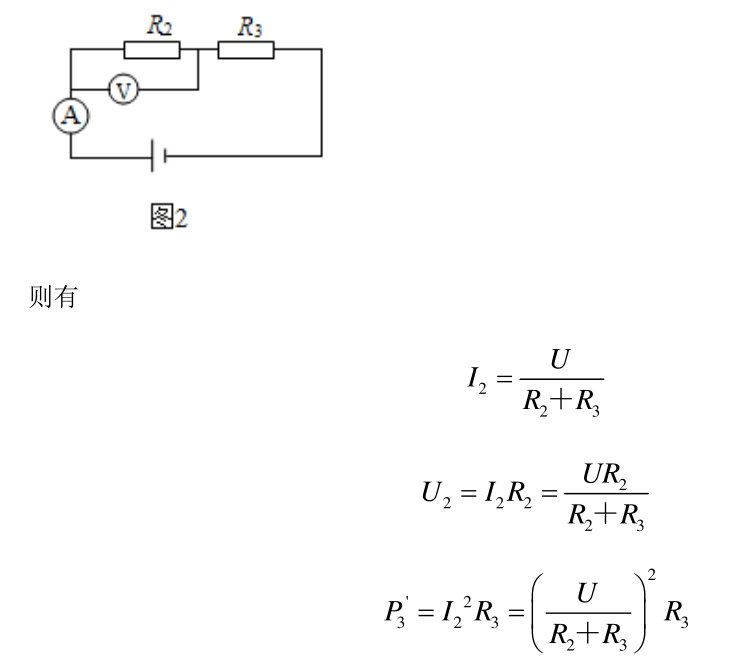 R₂ R₃
V
A
图2
则有
I₂ = U / (R₂+R₃)
U₂ = I₂R₂ = UR₂ / (R₂+R₃)
P₃' = I₂²R₃ = (U / (R₂+R₃))² R₃